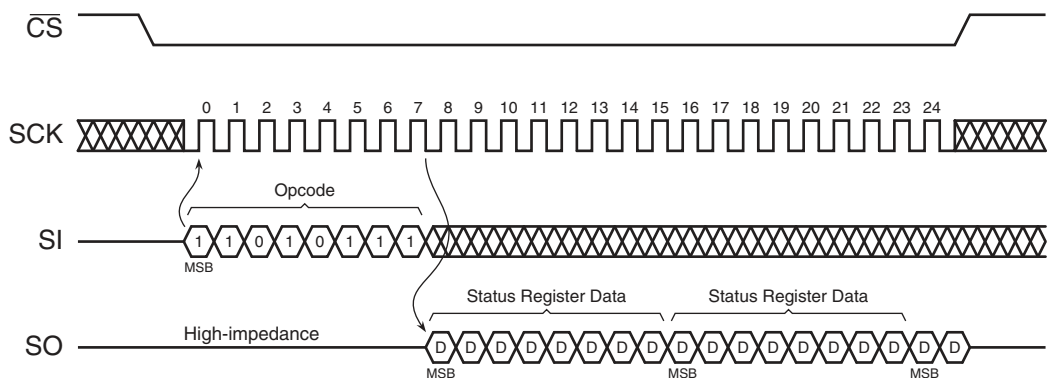 CS
SCK 0 1 2 3 4 5 6 7 8 9 10 11 12 13 14 15 16 17 18 19 20 21 22 23 24
Opcode
SI 1 1 0 1 0 1 1 1
MSB
Status Register Data Status Register Data
High-impedance
SO D D D D D D D D D D D D D D D D D D
MSB MSB MSB